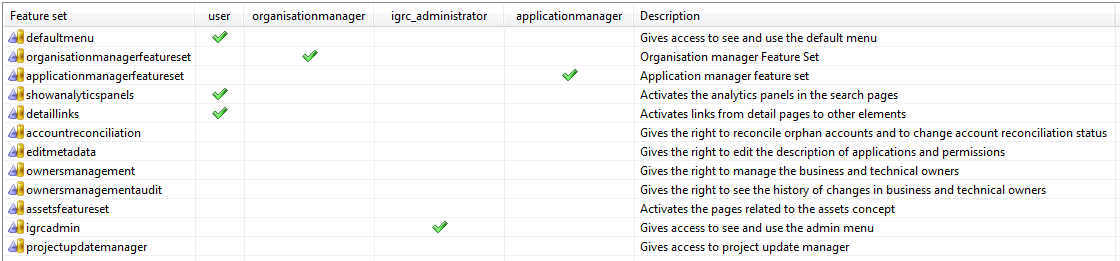 Feature set user organisationmanager igrc_administrator applicationmanager Description
defaultmenu Gives access to see and use the default menu
organisationmanagerfeatureset Organisation manager Feature Set
applicationmanagerfeatureset Application manager feature set
showanalyticspanels Activates the analytics panels in the search pages
detaillinks Activates links from detail pages to other elements
accountreconciliation Gives the right to reconcile orphan accounts and to change account reconciliation status
editmetadata Gives the right to edit the description of applications and permissions
ownersmanagement Gives the right to manage the business and technical owners
ownersmanagementaudit Gives the right to see the history of changes in business and technical owners
assetsfeatureset Activates the pages related to the assets concept
igrcadmin Gives access to see and use the admin menu
projectupdatemanager Gives access to project update manager